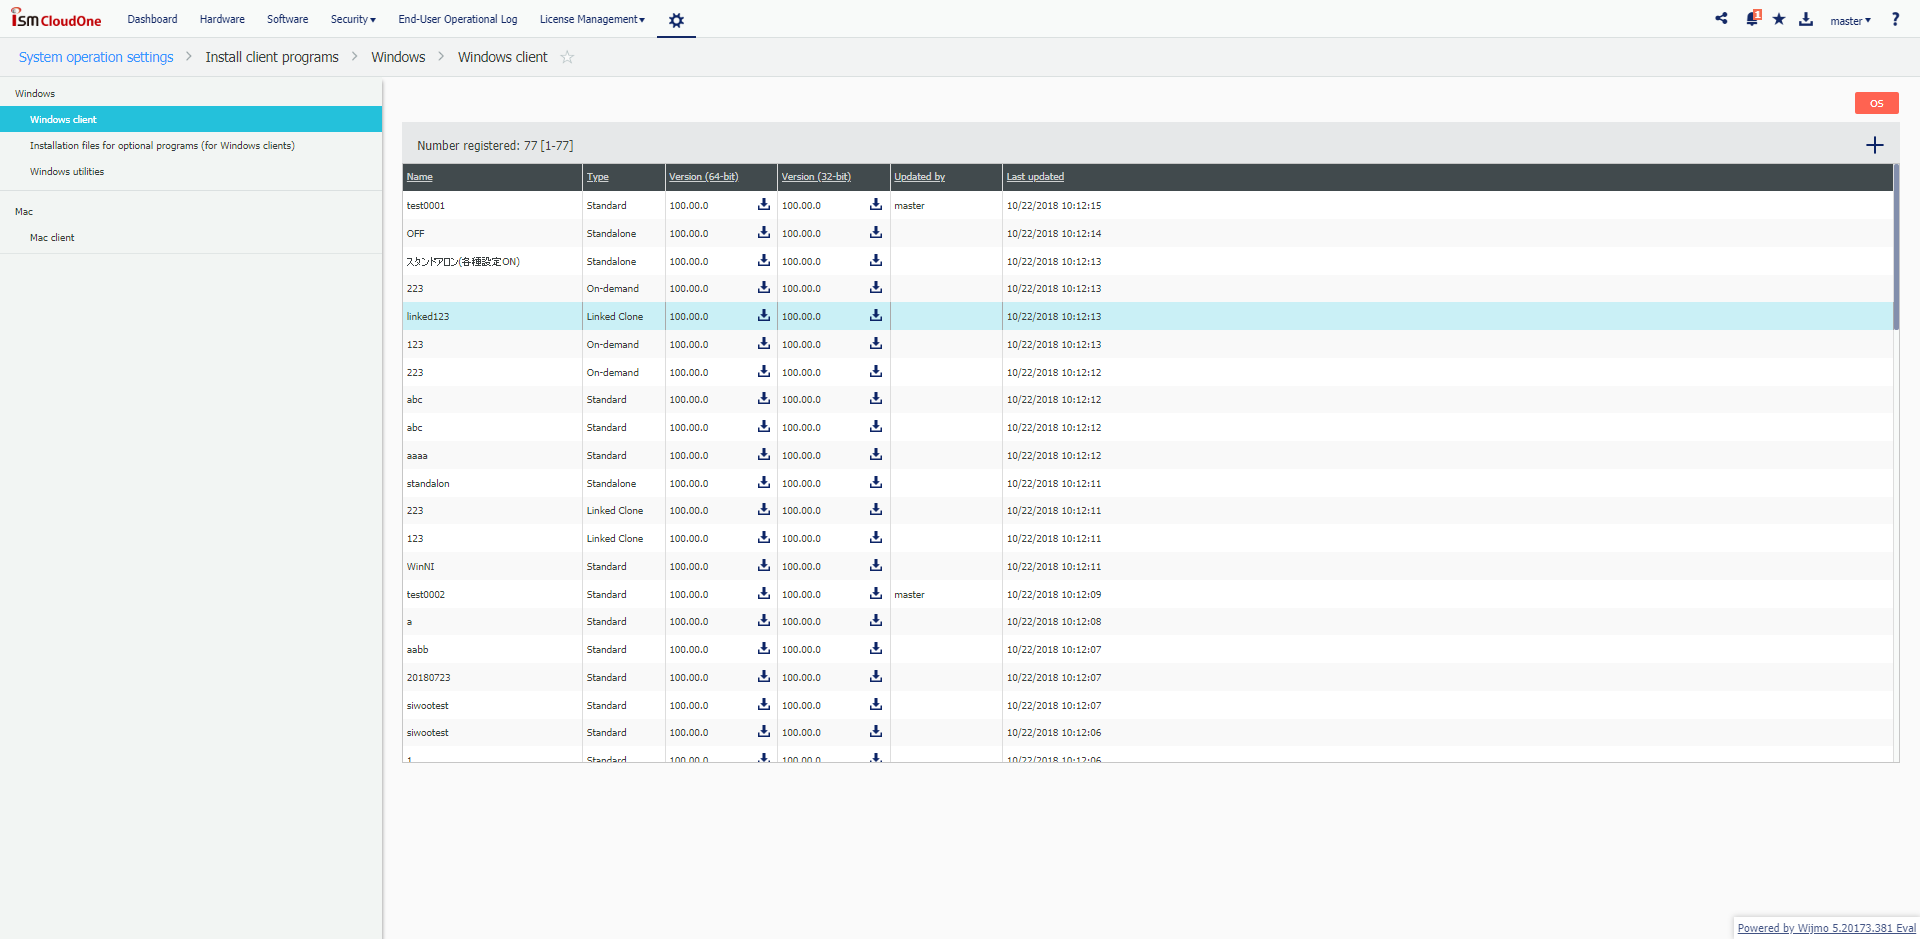 ism CloudOne Dashboard Hardware Software Security End-User Operational Log License Management 1 master ?
System operation settings > Install client programs > Windows > Windows client
Windows
Windows client
Installation files for optional programs (for Windows clients)
Windows utilities
Mac
Mac client
OS
Number registered: 77 [1-77]
Name Type Version (64-bit) Version (32-bit) Updated by Last updated
test0001 Standard 100.00.0 100.00.0 master 10/22/2018 10:12:15
OFF Standalone 100.00.0 100.00.0 10/22/2018 10:12:14
スタンドアロン(各種設定ON) Standalone 100.00.0 100.00.0 10/22/2018 10:12:13
223 On-demand 100.00.0 100.00.0 10/22/2018 10:12:13
linked123 Linked Clone 100.00.0 100.00.0 10/22/2018 10:12:13
123 On-demand 100.00.0 100.00.0 10/22/2018 10:12:13
223 On-demand 100.00.0 100.00.0 10/22/2018 10:12:12
abc Standard 100.00.0 100.00.0 10/22/2018 10:12:12
abc Standard 100.00.0 100.00.0 10/22/2018 10:12:12
aaaa Standard 100.00.0 100.00.0 10/22/2018 10:12:12
standalon Standalone 100.00.0 100.00.0 10/22/2018 10:12:11
223 Linked Clone 100.00.0 100.00.0 10/22/2018 10:12:11
123 Linked Clone 100.00.0 100.00.0 10/22/2018 10:12:11
WinNI Standard 100.00.0 100.00.0 10/22/2018 10:12:11
test0002 Standard 100.00.0 100.00.0 master 10/22/2018 10:12:09
a Standard 100.00.0 100.00.0 10/22/2018 10:12:08
aabb Standard 100.00.0 100.00.0 10/22/2018 10:12:07
20180723 Standard 100.00.0 100.00.0 10/22/2018 10:12:07
siwootest Standard 100.00.0 100.00.0 10/22/2018 10:12:07
siwootest Standard 100.00.0 100.00.0 10/22/2018 10:12:06
1 Standard 100.00.0 100.00.0 10/22/2018 10:12:06
Powered by Wijmo 5.20173.381 Eval